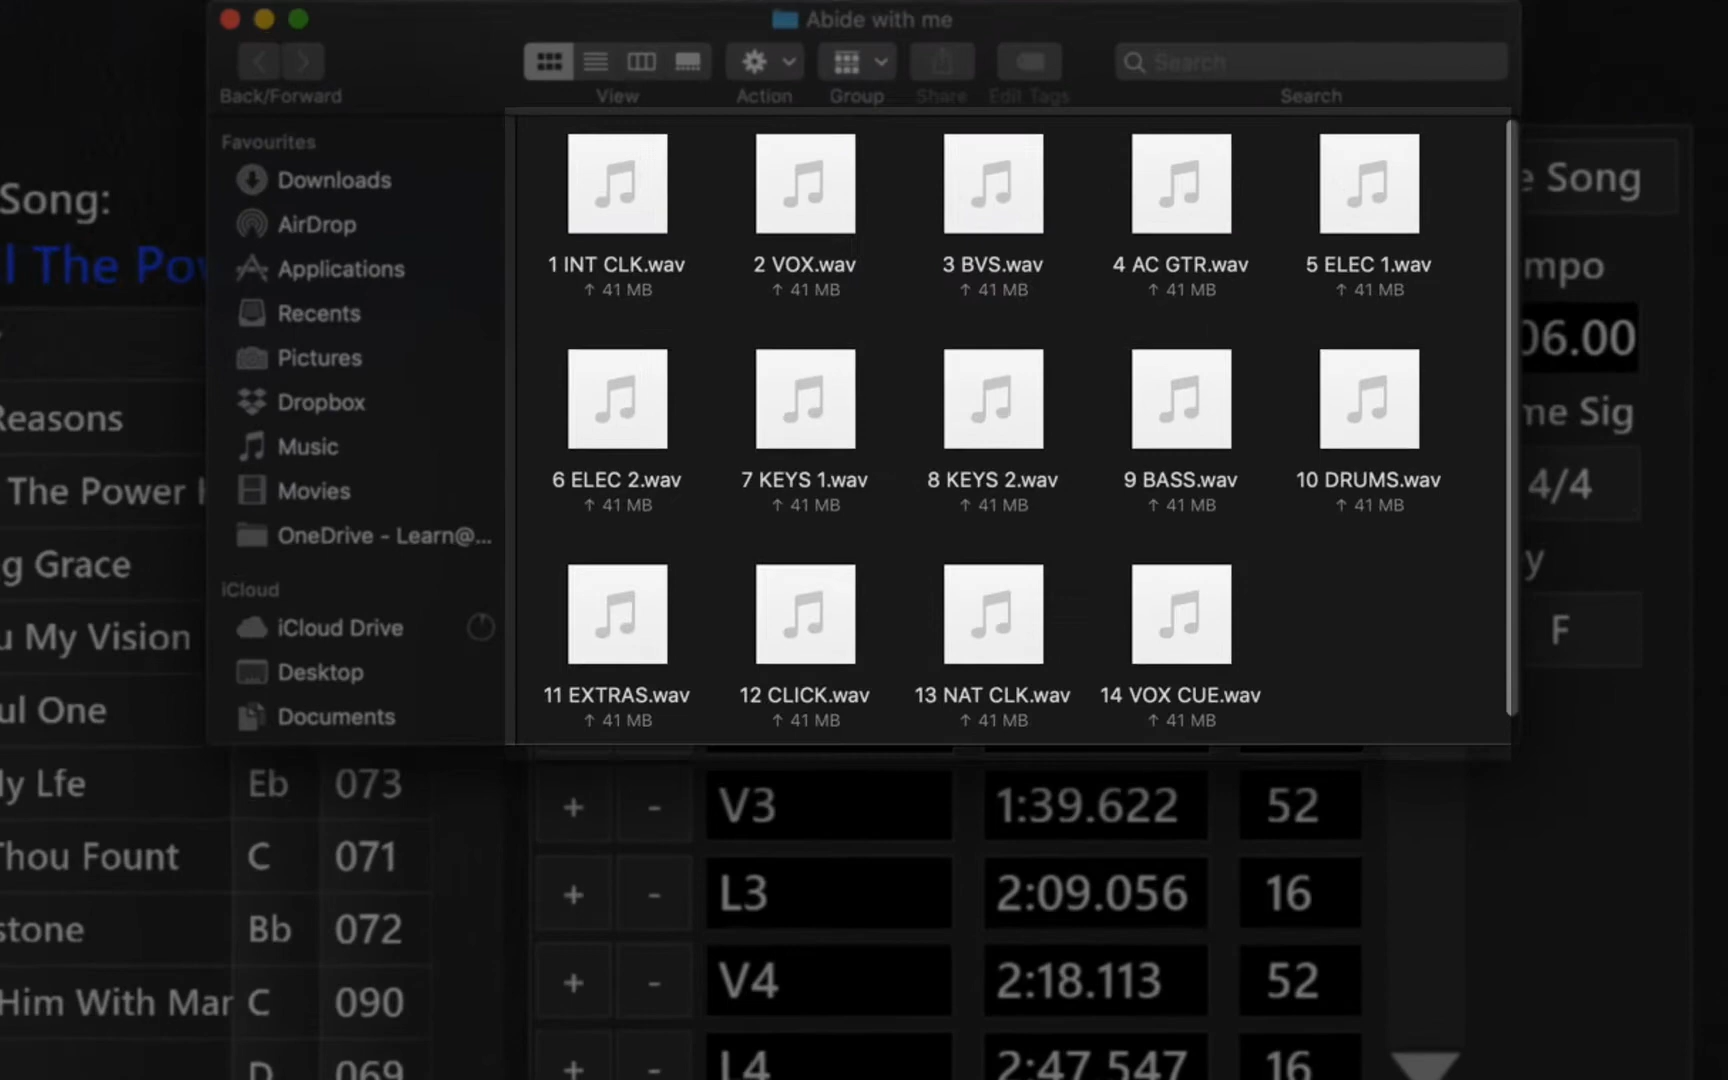 Abide with me
Search
Back/Forward
View
Action
Group
Share
Edit Tags
Search
Favourites
Downloads
AirDrop
Applications
Recents
Pictures
Dropbox
Music
Movies
OneDrive - Learn@...
iCloud
iCloud Drive
Desktop
Documents
1 INT CLK.wav
↑ 41 MB
2 VOX.wav
↑ 41 MB
3 BVS.wav
↑ 41 MB
4 AC GTR.wav
↑ 41 MB
5 ELEC 1.wav
↑ 41 MB
6 ELEC 2.wav
↑ 41 MB
7 KEYS 1.wav
↑ 41 MB
8 KEYS 2.wav
↑ 41 MB
9 BASS.wav
↑ 41 MB
10 DRUMS.wav
↑ 41 MB
11 EXTRAS.wav
↑ 41 MB
12 CLICK.wav
↑ 41 MB
13 NAT CLK.wav
↑ 41 MB
14 VOX CUE.wav
↑ 41 MB
Song:
l The Pow
Reasons
The Power H
g Grace
u My Vision
ul One
ly Lfe Eb 073
Thou Fount C 071
stone Bb 072
Him With Mar C 090
D 069
+ - V3 1:39.622 52
+ - L3 2:09.056 16
+ - V4 2:18.113 52
+ - L4 2:47.547 16
e Song
mpo
06.00
me Sig
4/4
y
F